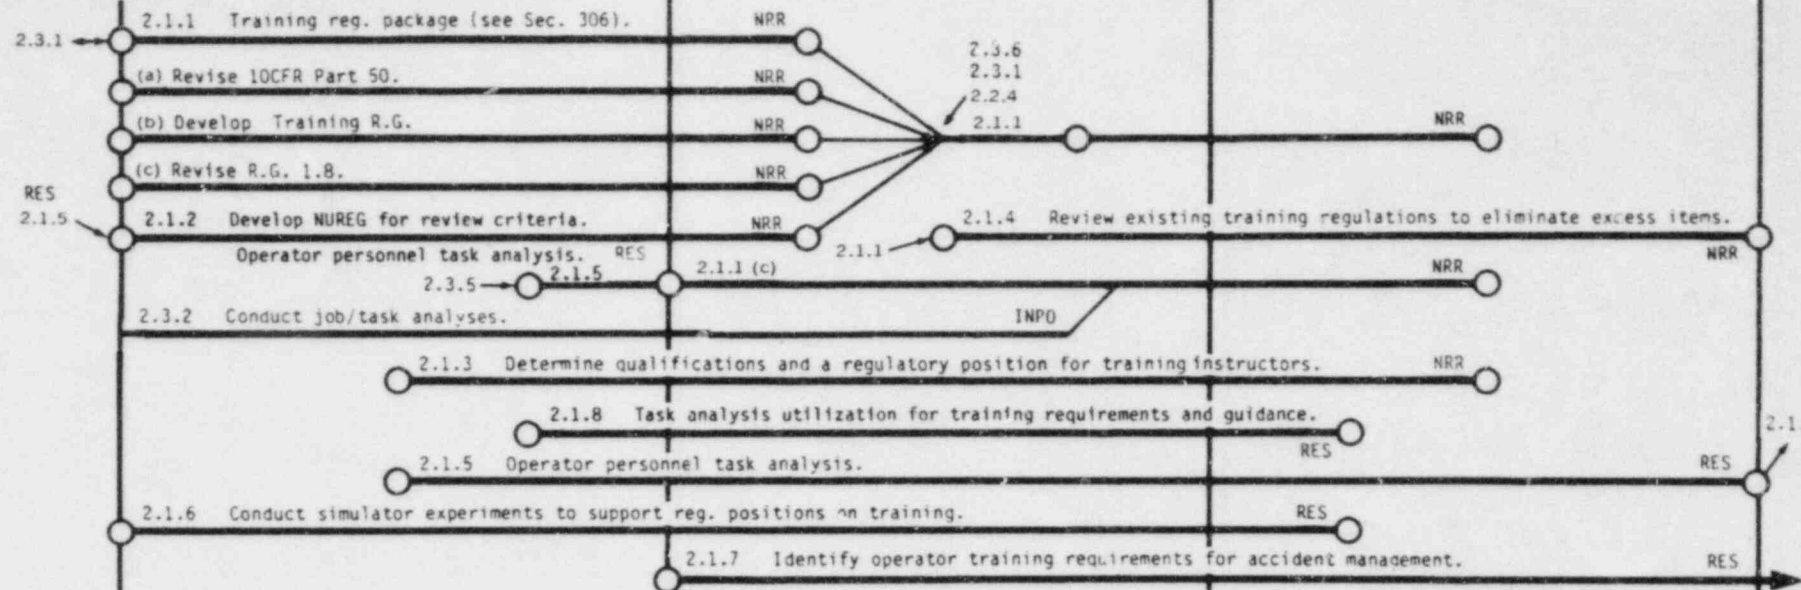 2.1.1 Training reg. package (see Sec. 306). NRR
2.3.1
2.3.6
(a) Revise 10CFR Part 50. NRR
2.3.1
2.2.4
(b) Develop Training R.G. NRR
2.1.1
NRR
(c) Revise R.G. 1.8. NRR
RES
2.1.5
2.1.2 Develop NUREG for review criteria. NRR
2.1.4 Review existing training regulations to eliminate excess items.
NRR
2.1.1
Operator personnel task analysis. RES
2.3.5
2.1.5
2.1.1 (c) NRR
2.3.2 Conduct job/task analyses. INPO
2.1.3 Determine qualifications and a regulatory position for training instructors. NRR
2.1.8 Task analysis utilization for training requirements and guidance.
RES
2.1
2.1.5 Operator personnel task analysis. RES
2.1.6 Conduct simulator experiments to support reg. positions on training. RES
2.1.7 Identify operator training requirements for accident management. RES